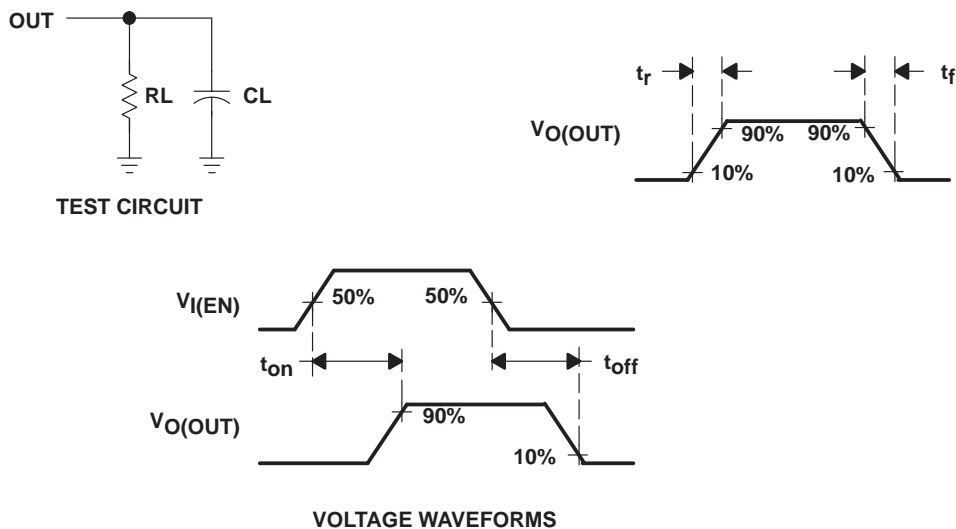 OUT
RL CL
TEST CIRCUIT
tr tf
VO(OUT)
90% 90%
10% 10%
VI(EN)
50% 50%
ton toff
VO(OUT)
90%
10%
VOLTAGE WAVEFORMS